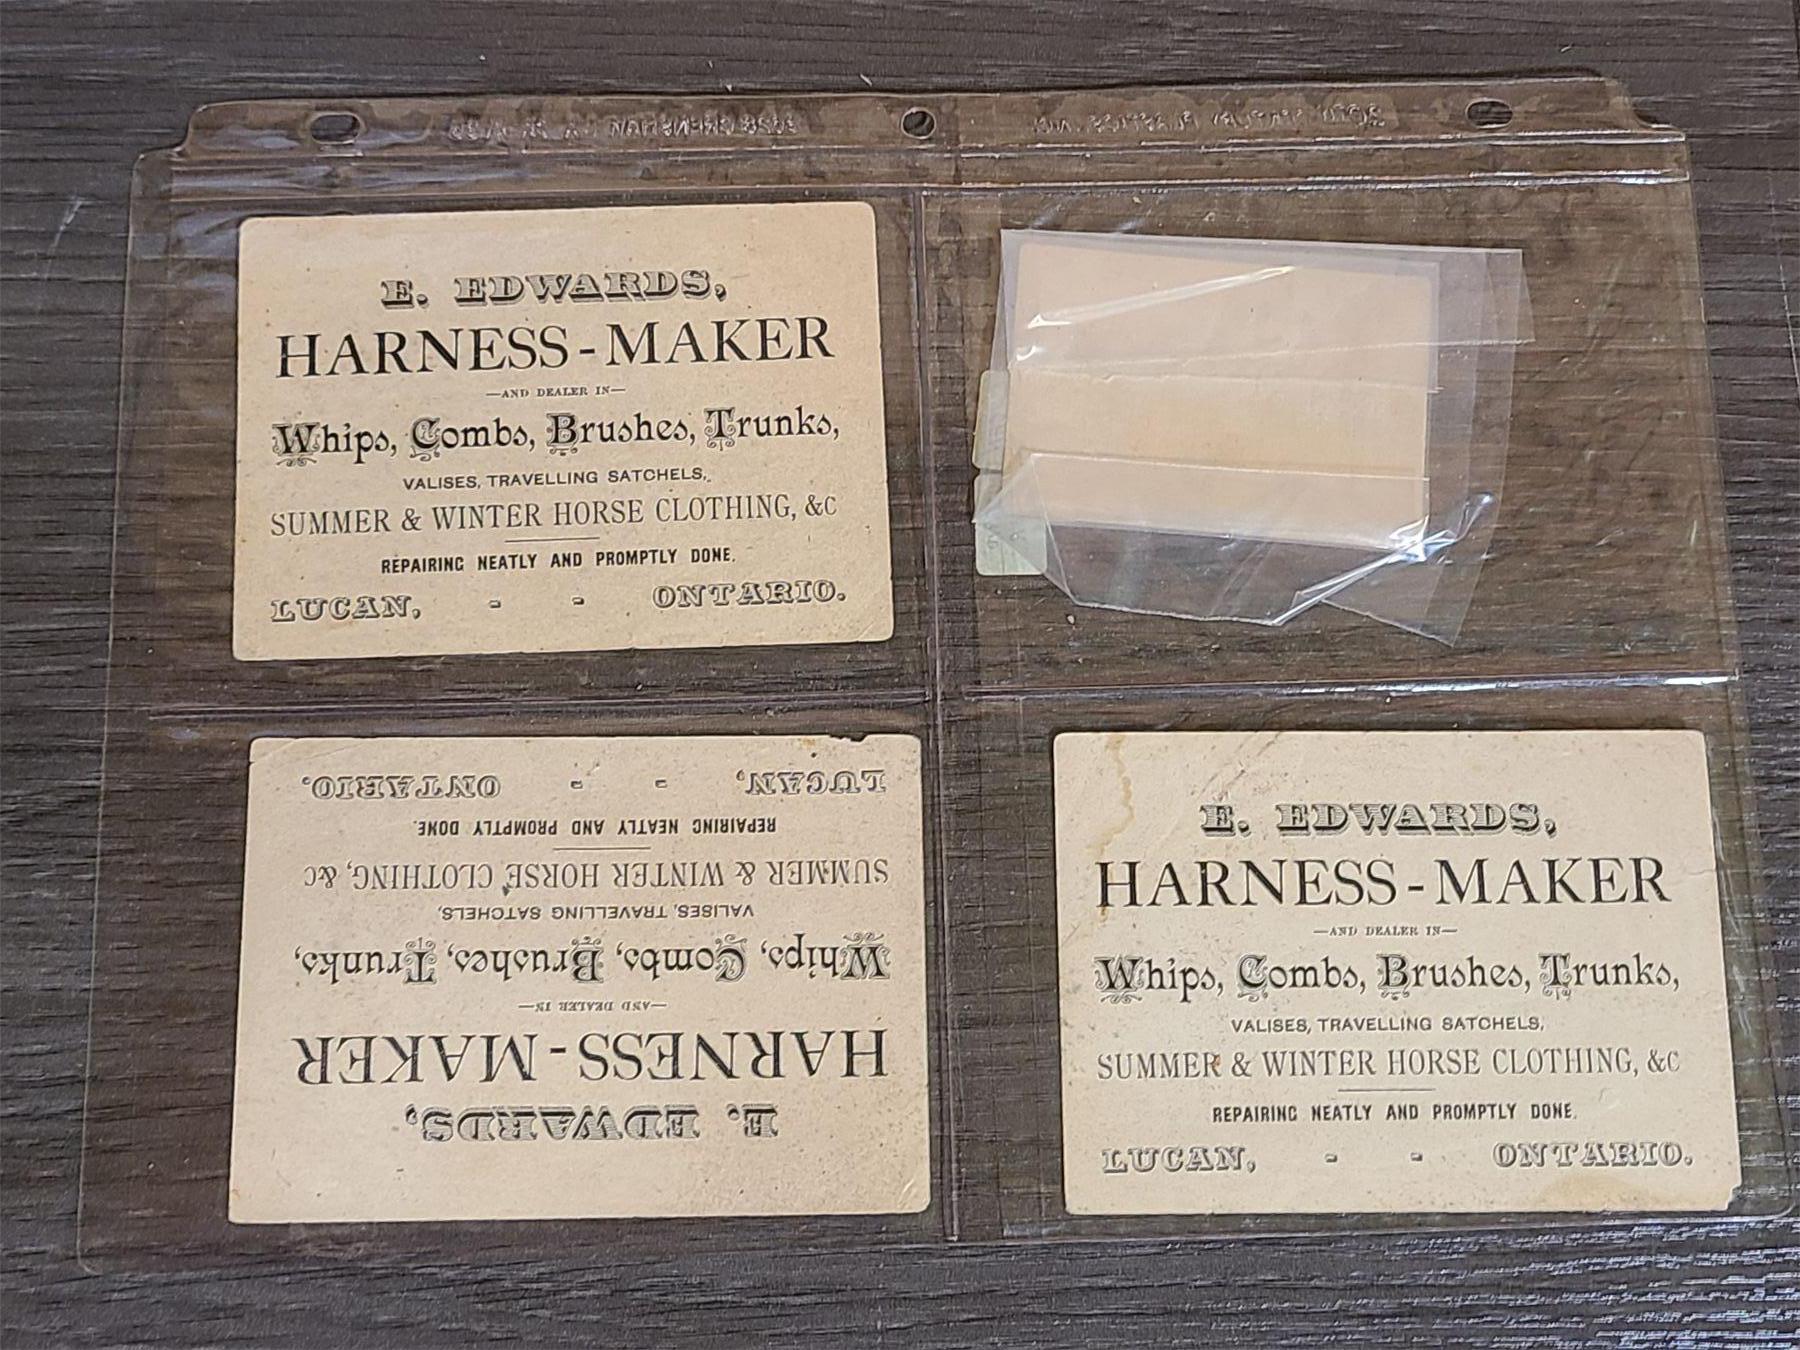 E. EDWARDS,
HARNESS-MAKER
—AND DEALER IN—
Whips, Combs, Brushes, Trunks,
VALISES, TRAVELLING SATCHELS,
SUMMER & WINTER HORSE CLOTHING, &C
REPAIRING NEATLY AND PROMPTLY DONE.
LUCAN, - - ONTARIO.
E. EDWARDS,
HARNESS-MAKER
—AND DEALER IN—
Whips, Combs, Brushes, Trunks,
VALISES, TRAVELLING SATCHELS,
SUMMER & WINTER HORSE CLOTHING, &C
REPAIRING NEATLY AND PROMPTLY DONE.
LUCAN, - - ONTARIO.
E. EDWARDS,
HARNESS-MAKER
—AND DEALER IN—
Whips, Combs, Brushes, Trunks,
VALISES, TRAVELLING SATCHELS,
SUMMER & WINTER HORSE CLOTHING, &C
REPAIRING NEATLY AND PROMPTLY DONE.
LUCAN, - - ONTARIO.